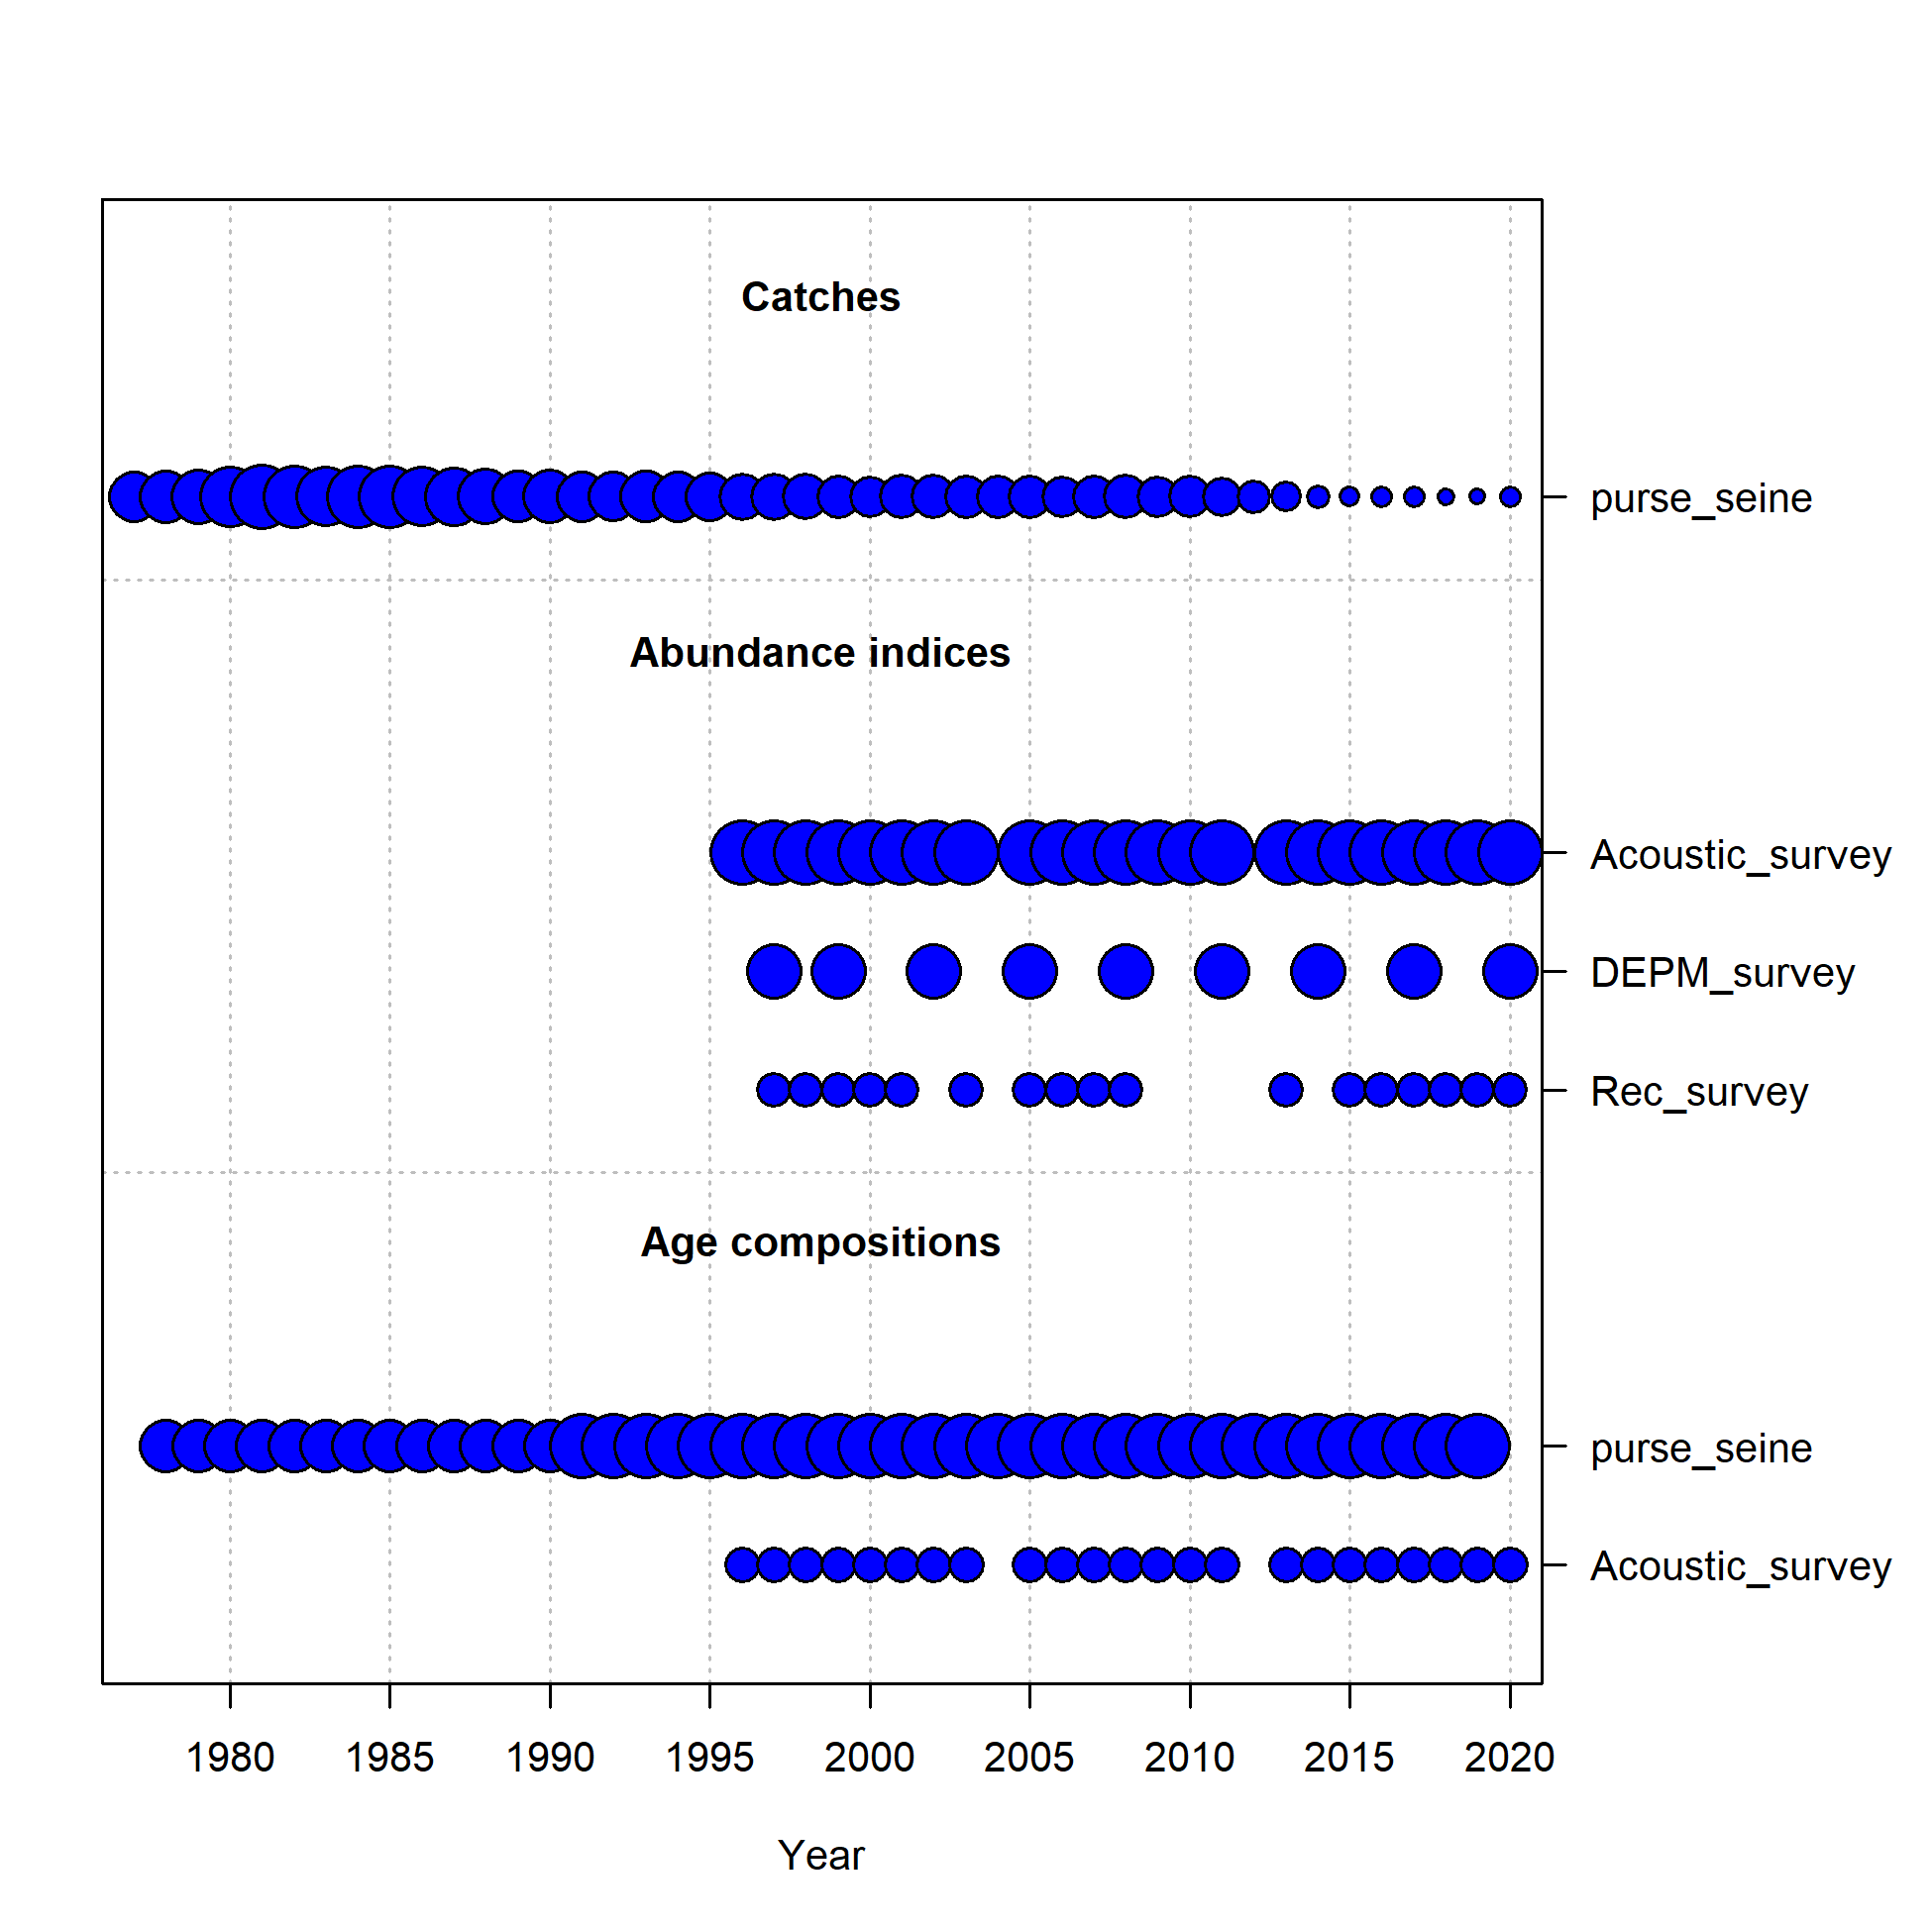 Catches
purse_seine
Abundance indices
Acoustic_survey
DEPM_survey
Rec_survey
Age compositions
purse_seine
Acoustic_survey
1980 1985 1990 1995 2000 2005 2010 2015 2020
Year